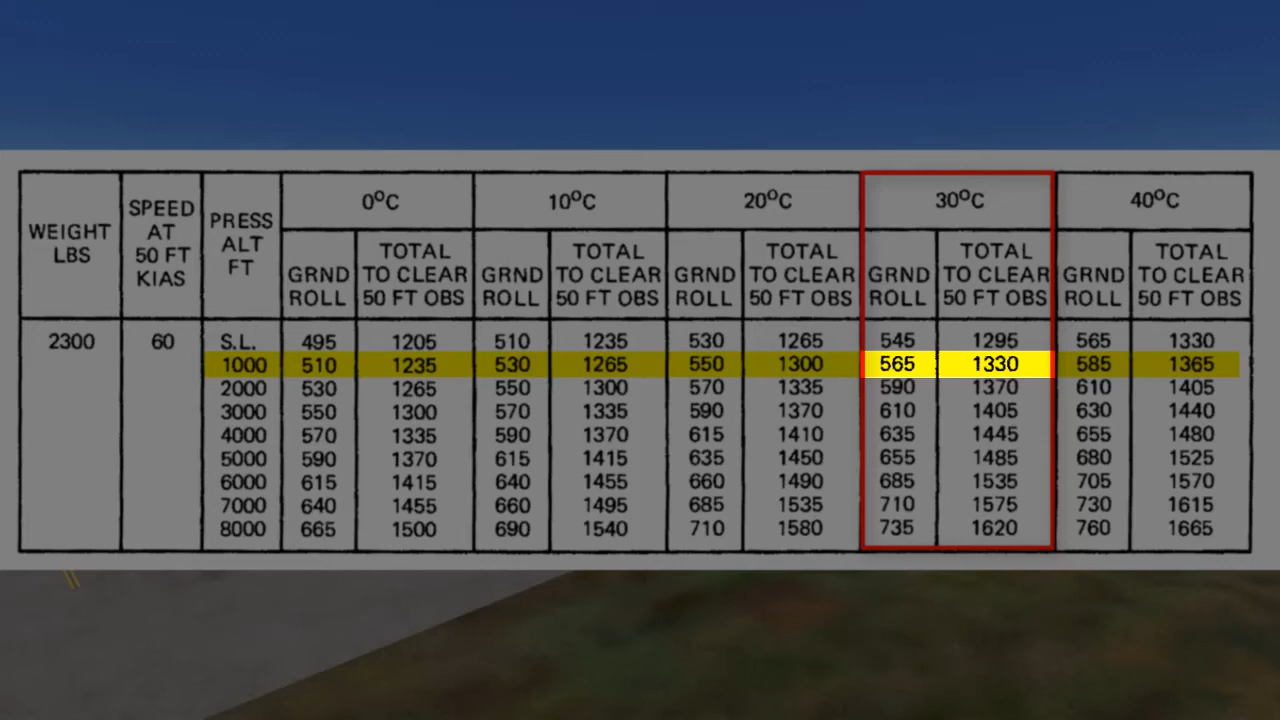 WEIGHT LBS | SPEED AT 50 FT KIAS | PRESS ALT FT | 0°C | 10°C | 20°C | 30°C | 40°C
GRND ROLL | TOTAL TO CLEAR 50 FT OBS | GRND ROLL | TOTAL TO CLEAR 50 FT OBS | GRND ROLL | TOTAL TO CLEAR 50 FT OBS | GRND ROLL | TOTAL TO CLEAR 50 FT OBS | GRND ROLL | TOTAL TO CLEAR 50 FT OBS
2300 | 60 | S.L. | 495 | 1205 | 510 | 1235 | 530 | 1265 | 545 | 1295 | 565 | 1330
1000 | 510 | 1235 | 530 | 1265 | 550 | 1300 | 565 | 1330 | 585 | 1365
2000 | 530 | 1265 | 550 | 1300 | 570 | 1335 | 590 | 1370 | 610 | 1405
3000 | 550 | 1300 | 570 | 1335 | 590 | 1370 | 610 | 1405 | 630 | 1440
4000 | 570 | 1335 | 590 | 1370 | 615 | 1410 | 635 | 1445 | 655 | 1480
5000 | 590 | 1370 | 615 | 1415 | 635 | 1450 | 655 | 1485 | 680 | 1525
6000 | 615 | 1415 | 640 | 1455 | 660 | 1490 | 685 | 1535 | 705 | 1570
7000 | 640 | 1455 | 660 | 1495 | 685 | 1535 | 710 | 1575 | 730 | 1615
8000 | 665 | 1500 | 690 | 1540 | 710 | 1580 | 735 | 1620 | 760 | 1665